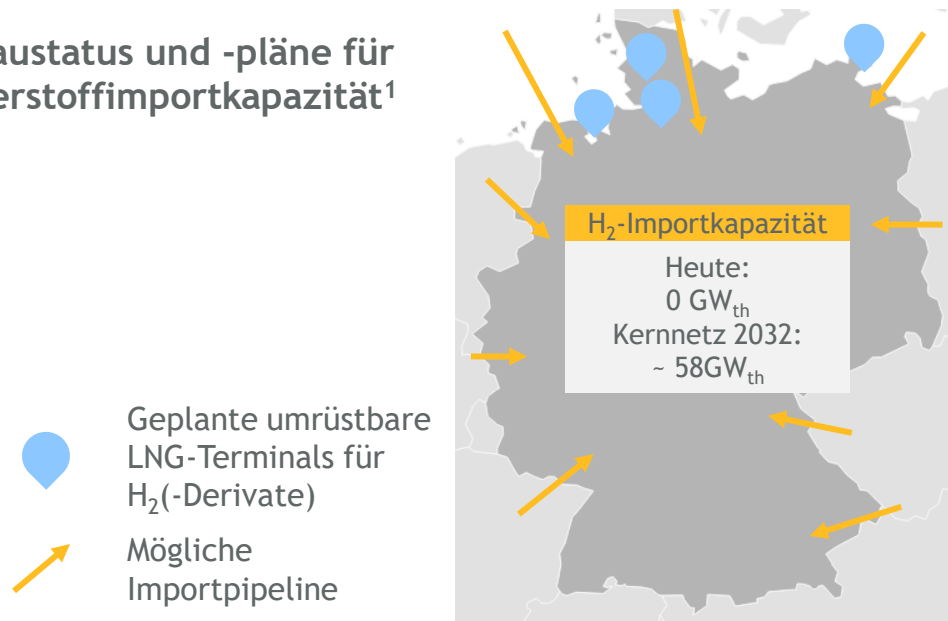 austatus und -pläne für
erstoffimportkapazität¹
H₂-Importkapazität
Heute:
0 GWₜₕ
Kernnetz 2032:
~ 58GWₜₕ
Geplante umrüstbare
LNG-Terminals für
H₂(-Derivate)
Mögliche
Importpipeline